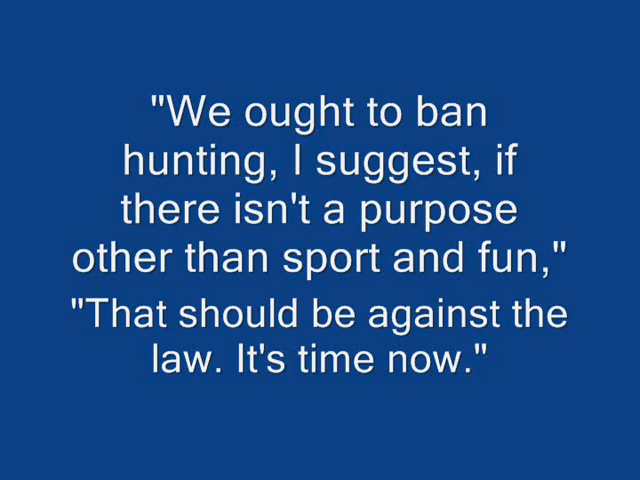 "We ought to ban
hunting, I suggest, if
there isn't a purpose
other than sport and fun,"
"That should be against the
law. It's time now."